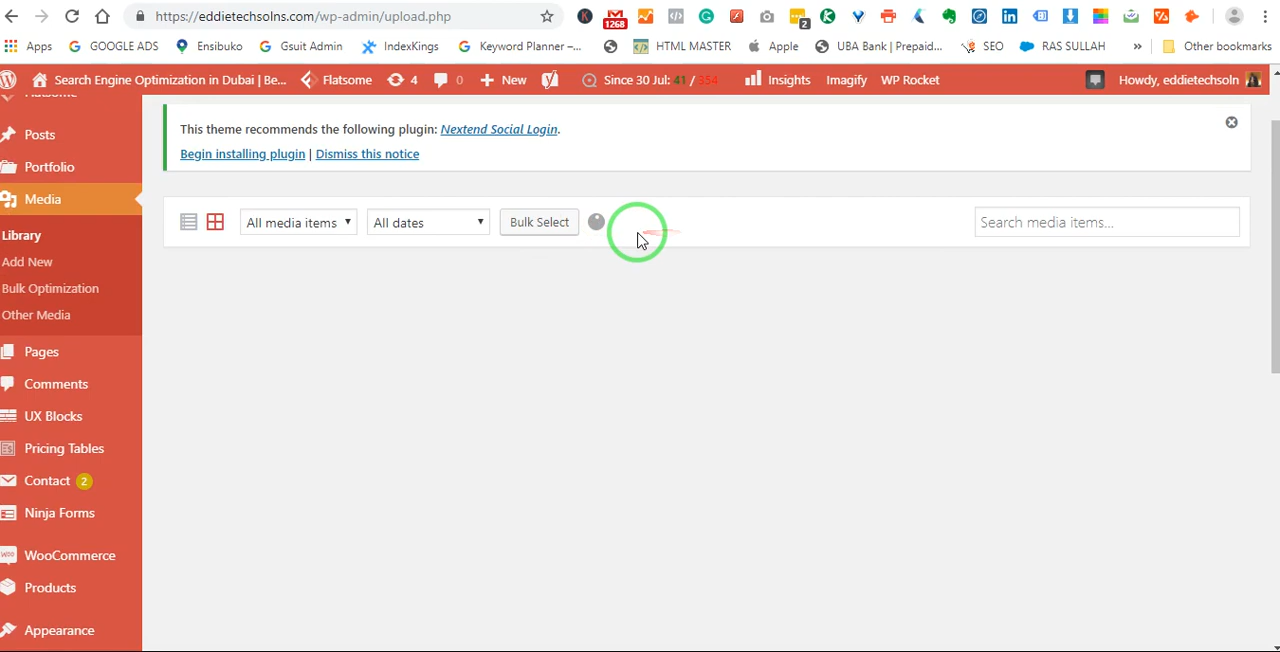 https://eddietechsolns.com/wp-admin/upload.php
1268
2
Apps GOOGLE ADS Ensibuko Gsuit Admin IndexKings Keyword Planner –... HTML MASTER Apple UBA Bank | Prepaid... SEO RAS SULLAH » Other bookmarks
Search Engine Optimization in Dubai | Be... Flatsome 4 0 New Since 30 Jul: 41 / 354 Insights Imagify WP Rocket Howdy, eddietechsoln
Flatsome
This theme recommends the following plugin: Nextend Social Login.
Begin installing plugin | Dismiss this notice
Posts
Portfolio
Media
Library
Add New
Bulk Optimization
Other Media
Pages
Comments
UX Blocks
Pricing Tables
Contact 2
Ninja Forms
WooCommerce
Products
Appearance
All media items All dates Bulk Select Search media items...